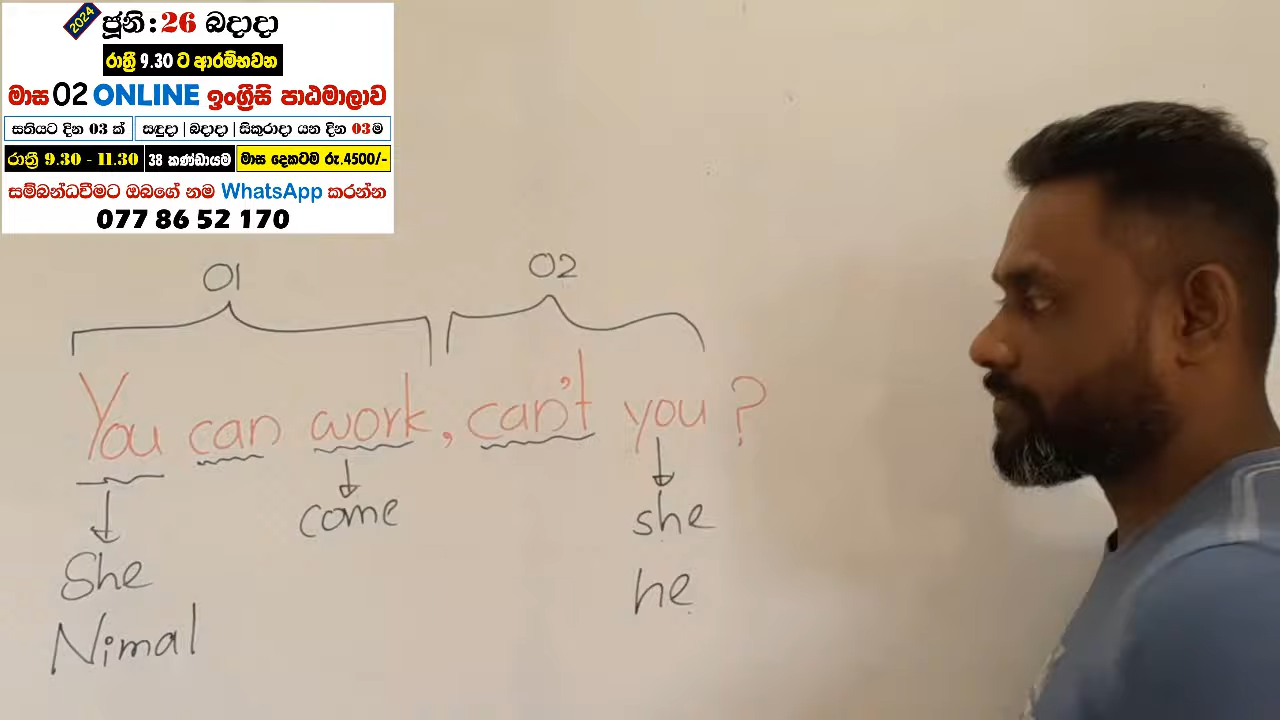 2024 ජූනි : 26 බදාදා
රාත්‍රී 9.30 ට ආරම්භවන
මාස 02 ONLINE ඉංග්‍රීසි පාඨමාලාව
සතියට දින 03 ක් සඳුදා | බදාදා | සිකුරාදා යන දින 03 ම
රාත්‍රී 9.30 - 11.30 38 කණ්ඩායම මාස දෙකටම රු.4500/-
සම්බන්ධවීමට ඔබගේ නම WhatsApp කරන්න
077 86 52 170
01 02
You can work, can't you ?
come she
She he
Nimal